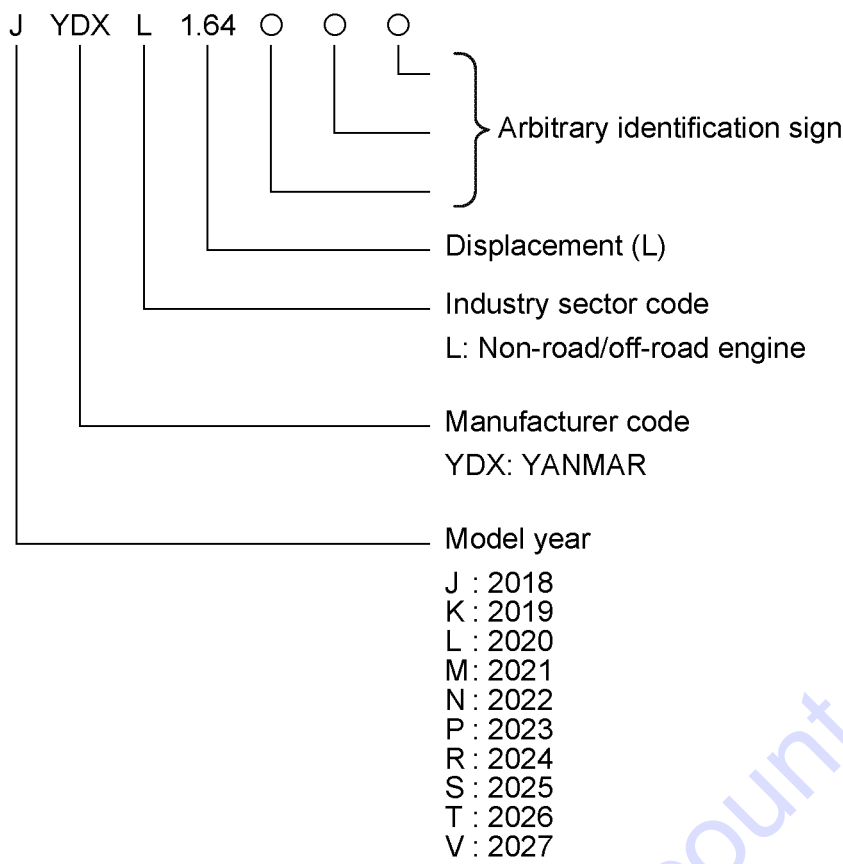 J YDX L 1.64 ○ ○ ○
Arbitrary identification sign
Displacement (L)
Industry sector code
L: Non-road/off-road engine
Manufacturer code
YDX: YANMAR
Model year
J : 2018
K : 2019
L : 2020
M : 2021
N : 2022
P : 2023
R : 2024
S : 2025
T : 2026
V : 2027